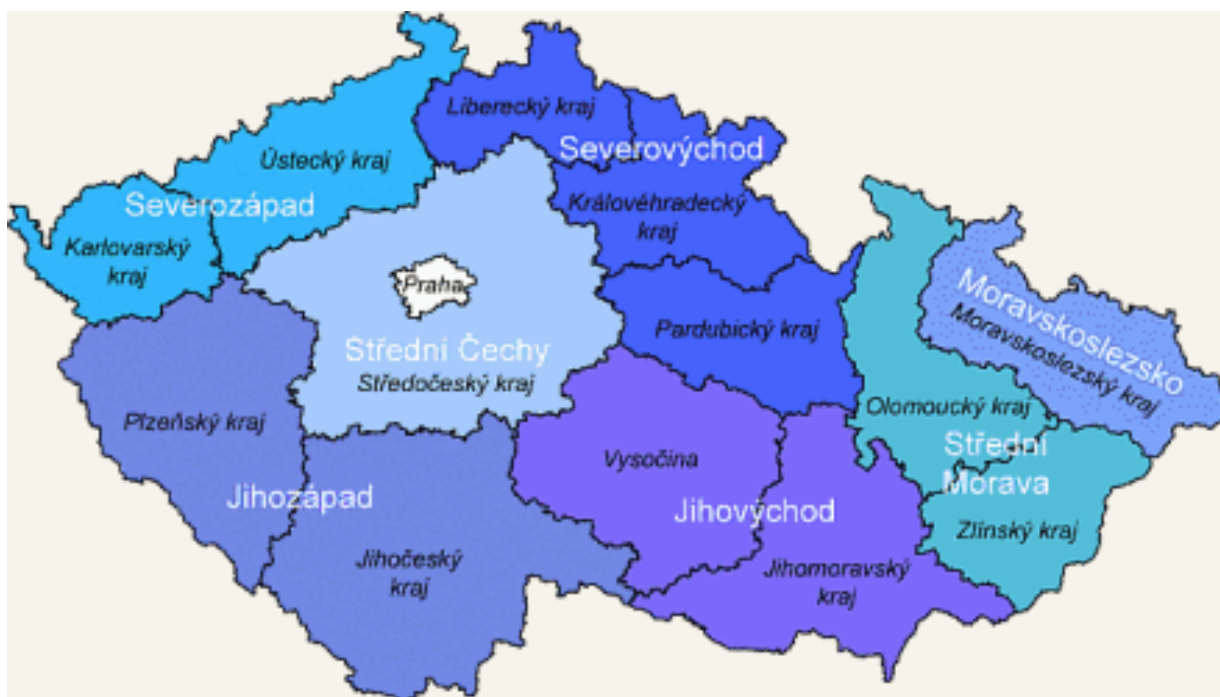 Liberecký kraj
Severovýchod
Ústecký kraj
Severozápad
Královéhradecký
kraj
Karlovarský
kraj
Praha
Moravskoslezsko
Moravskoslezský kraj
Pardubický kraj
Střední Čechy
Středočeský kraj
Plzeňský kraj
Olomoucký kraj
Střední
Morava
Vysočina
Jihozápad
Jihovýchod
Zlínský kraj
Jihočeský
kraj
Jihomoravský
kraj